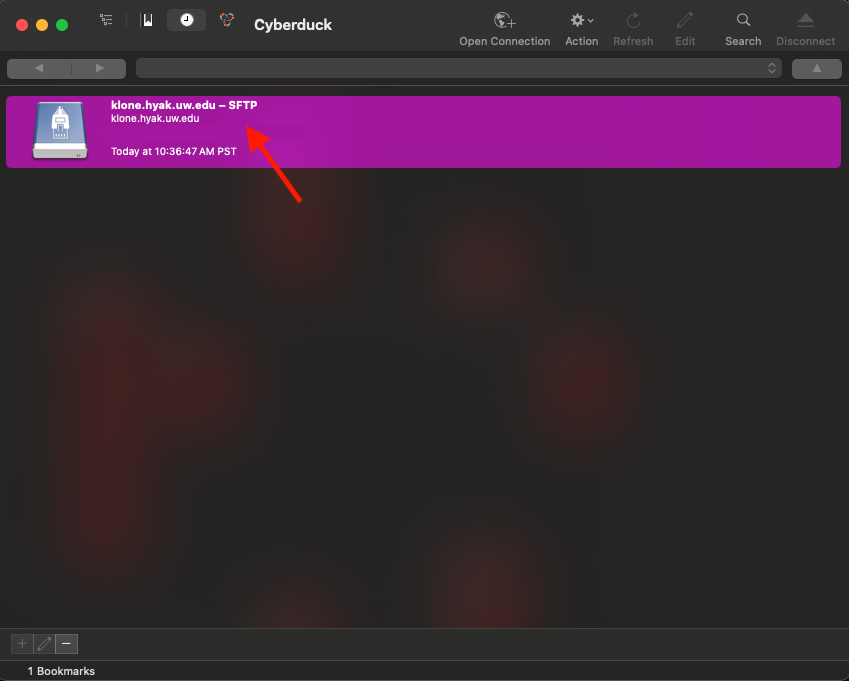 Cyberduck
Open Connection
Action
Refresh
Edit
Search
Disconnect
klone.hyak.uw.edu – SFTP
klone.hyak.uw.edu
Today at 10:36:47 AM PST
1 Bookmarks